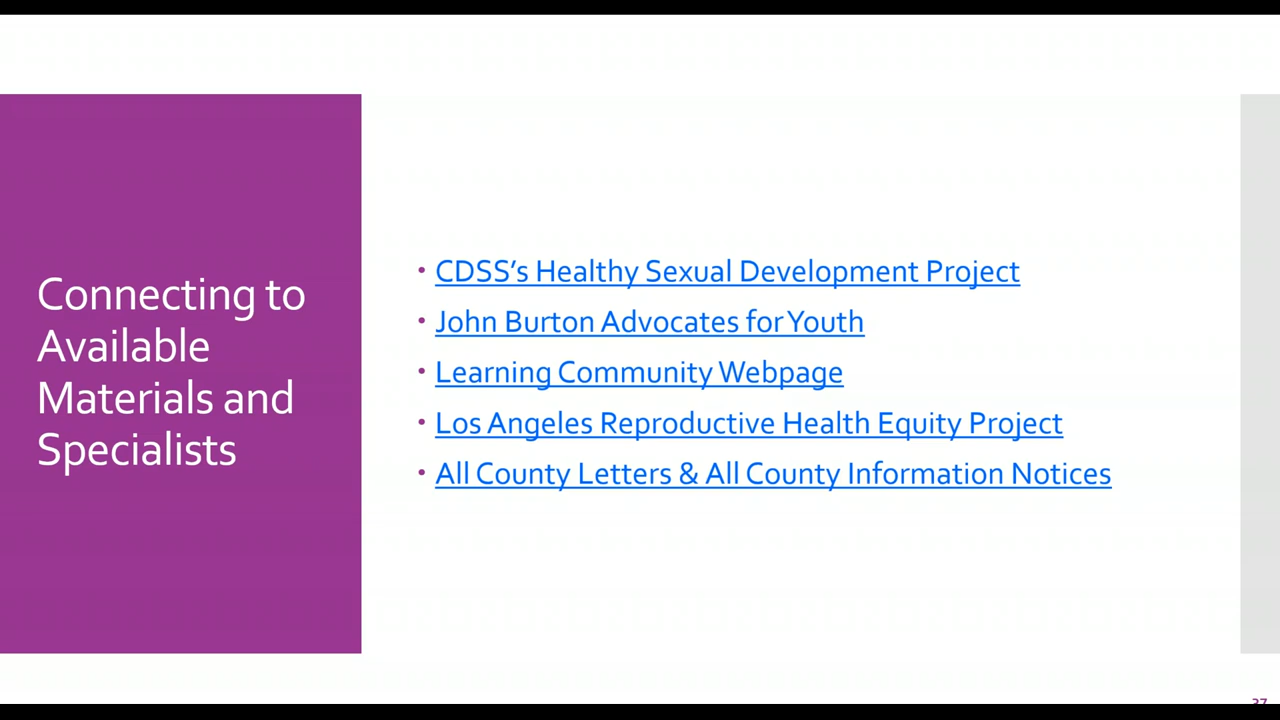 Connecting to
Available
Materials and
Specialists
• CDSS’s Healthy Sexual Development Project
• John Burton Advocates for Youth
• Learning Community Webpage
• Los Angeles Reproductive Health Equity Project
• All County Letters & All County Information Notices
37